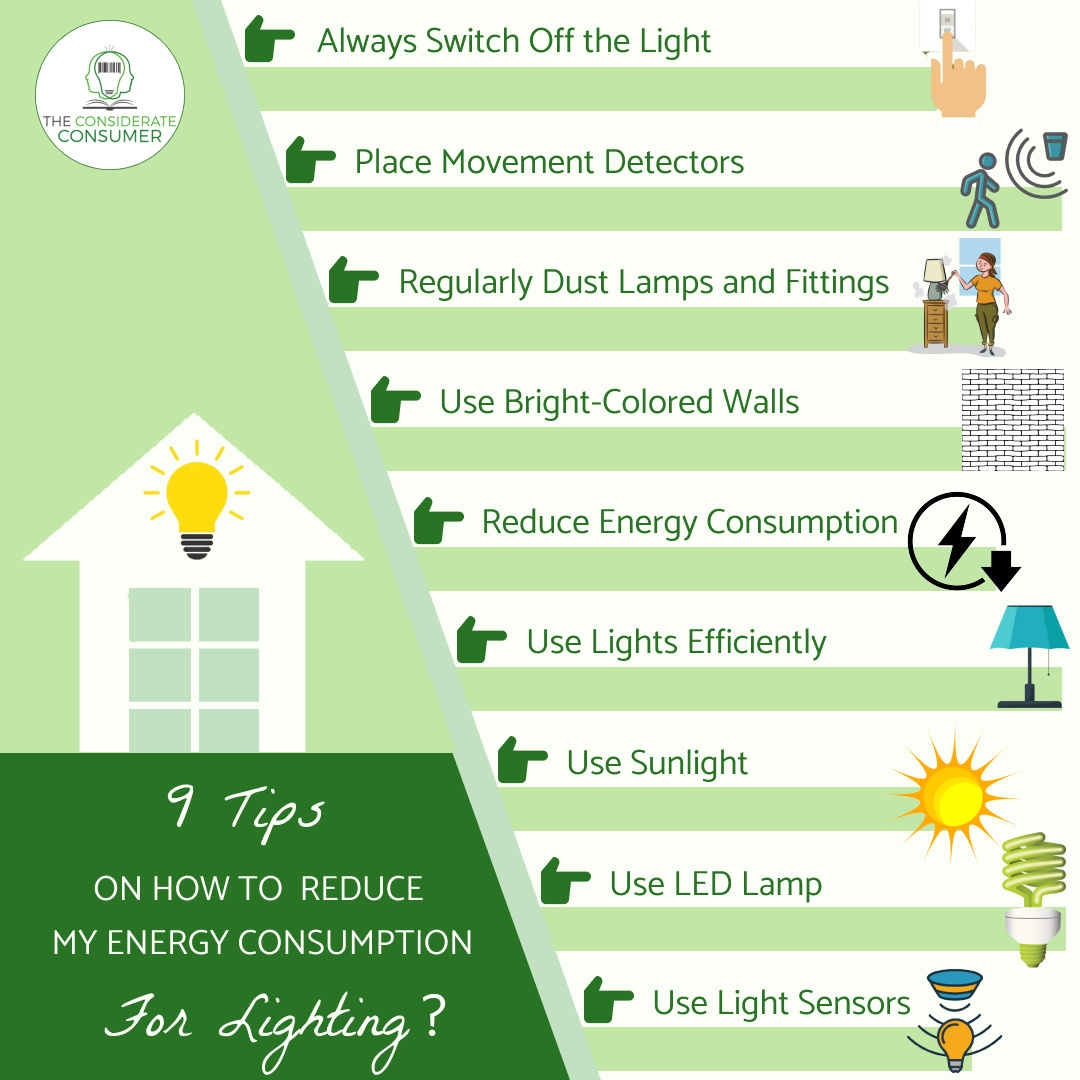 THE CONSIDERATE
CONSUMER
Always Switch Off the Light
Place Movement Detectors
Regularly Dust Lamps and Fittings
Use Bright-Colored Walls
Reduce Energy Consumption
Use Lights Efficiently
Use Sunlight
Use LED Lamp
Use Light Sensors
9 Tips
ON HOW TO REDUCE
MY ENERGY CONSUMPTION
For Lighting?